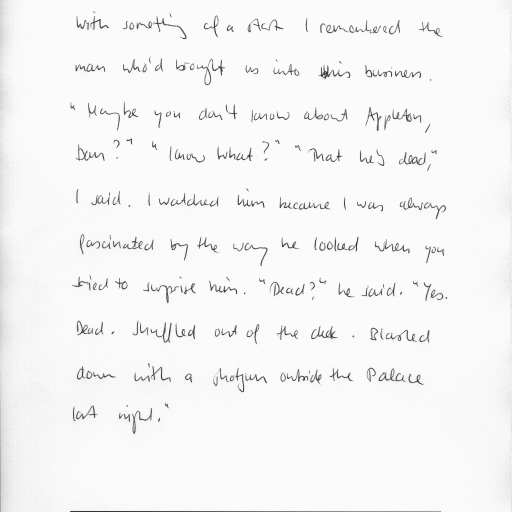 With something of a start I remembered the
man who'd brought us into this business.
"Maybe you don't know about Appleton,
Dan?" "Know what?" "That he's dead,"
I said. I watched him because I was always
fascinated by the way he looked when you
tried to surprise him. "Dead?" he said. "Yes.
Dead. Shuffled out of the deck. Blasted
down with a shotgun outside the Palace
last night."